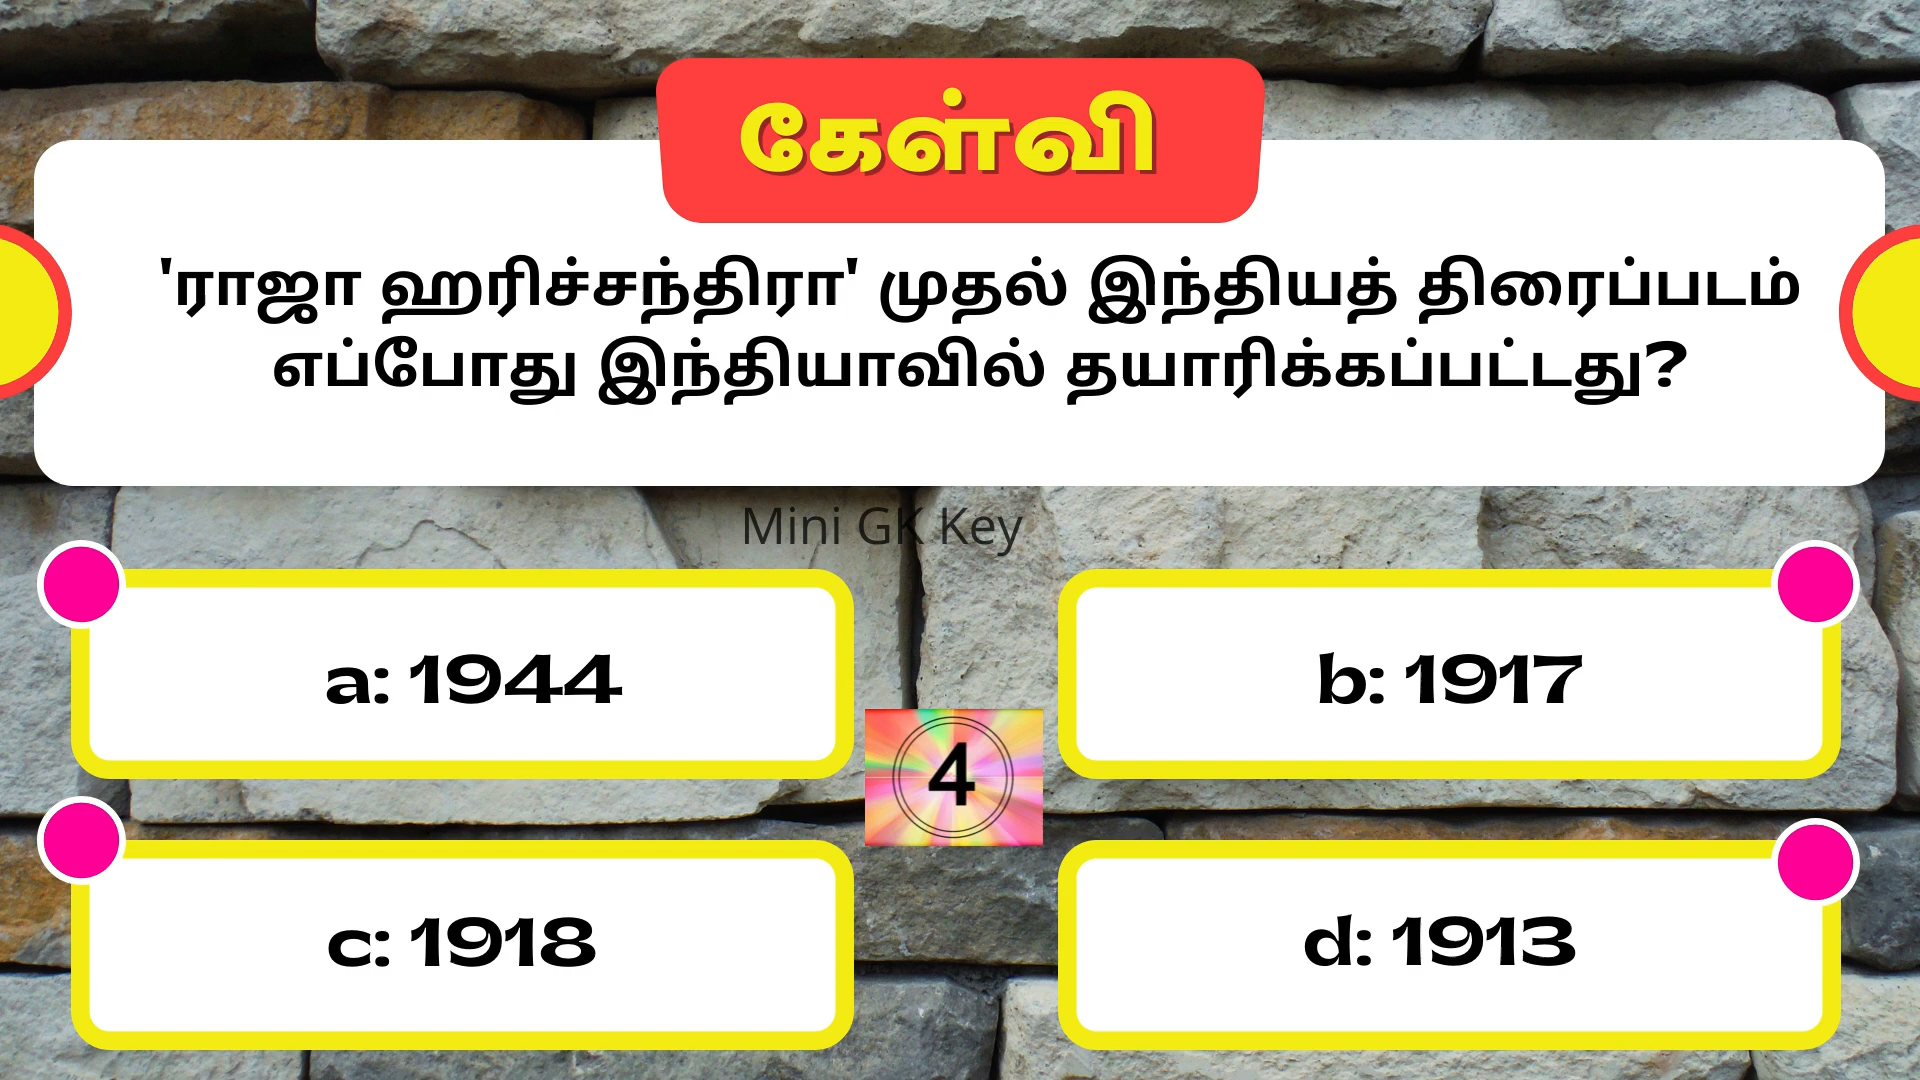 கேள்வி
'ராஜா ஹரிச்சந்திரா' முதல் இந்தியத் திரைப்படம்
எப்போது இந்தியாவில் தயாரிக்கப்பட்டது?
Mini GK Key
a: 1944
b: 1917
4
c: 1918
d: 1913